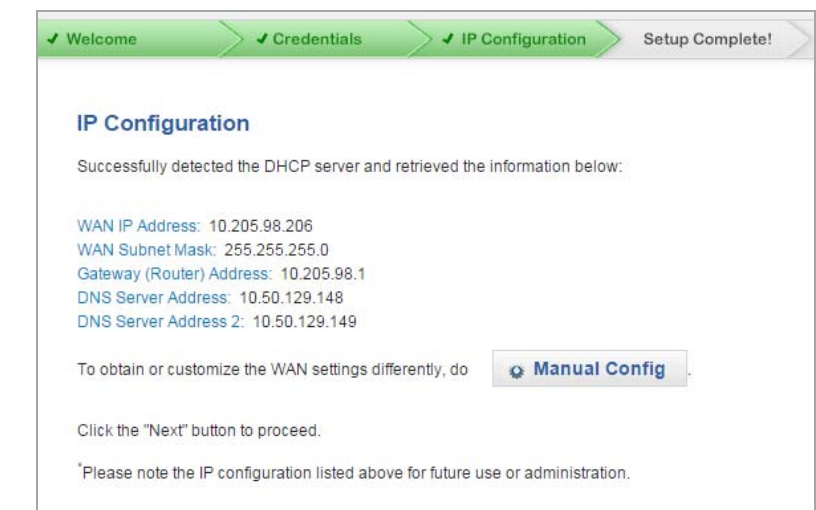 ✔ Welcome ✔ Credentials ✔ IP Configuration Setup Complete!
IP Configuration
Successfully detected the DHCP server and retrieved the information below:
WAN IP Address: 10.205.98.206
WAN Subnet Mask: 255.255.255.0
Gateway (Router) Address: 10.205.98.1
DNS Server Address: 10.50.129.148
DNS Server Address 2: 10.50.129.149
To obtain or customize the WAN settings differently, do Manual Config .
Click the "Next" button to proceed.
*Please note the IP configuration listed above for future use or administration.